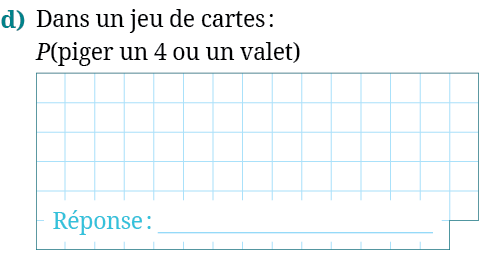 d) Dans un jeu de cartes :
P(piger un 4 ou un valet)
Réponse :